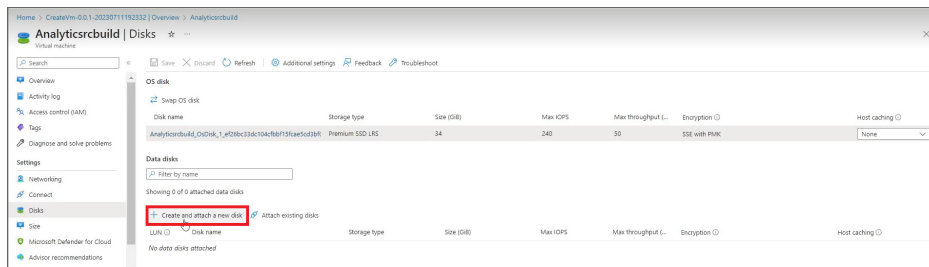 Home > CreateVm-0.0.1-20230711192332 | Overview > Analyticsrcbuild
Analyticsrcbuild | Disks
Virtual machine
Search
Save Discard Refresh Additional settings Feedback Troubleshoot
Overview
Activity log
Access control (IAM)
Tags
Diagnose and solve problems
Settings
Networking
Connect
Disks
Size
Microsoft Defender for Cloud
Advisor recommendations
OS disk
Swap OS disk
Disk name Storage type Size (GiB) Max IOPS Max throughput (... Encryption Host caching
Premium SSD LRS 34 240 50 SSE with PMK None
Data disks
Filter by name
Showing 0 of 0 attached data disks
Create and attach a new disk Attach existing disks
LUN Disk name Storage type Size (GiB) Max IOPS Max throughput (... Encryption Host caching
No data disks attached